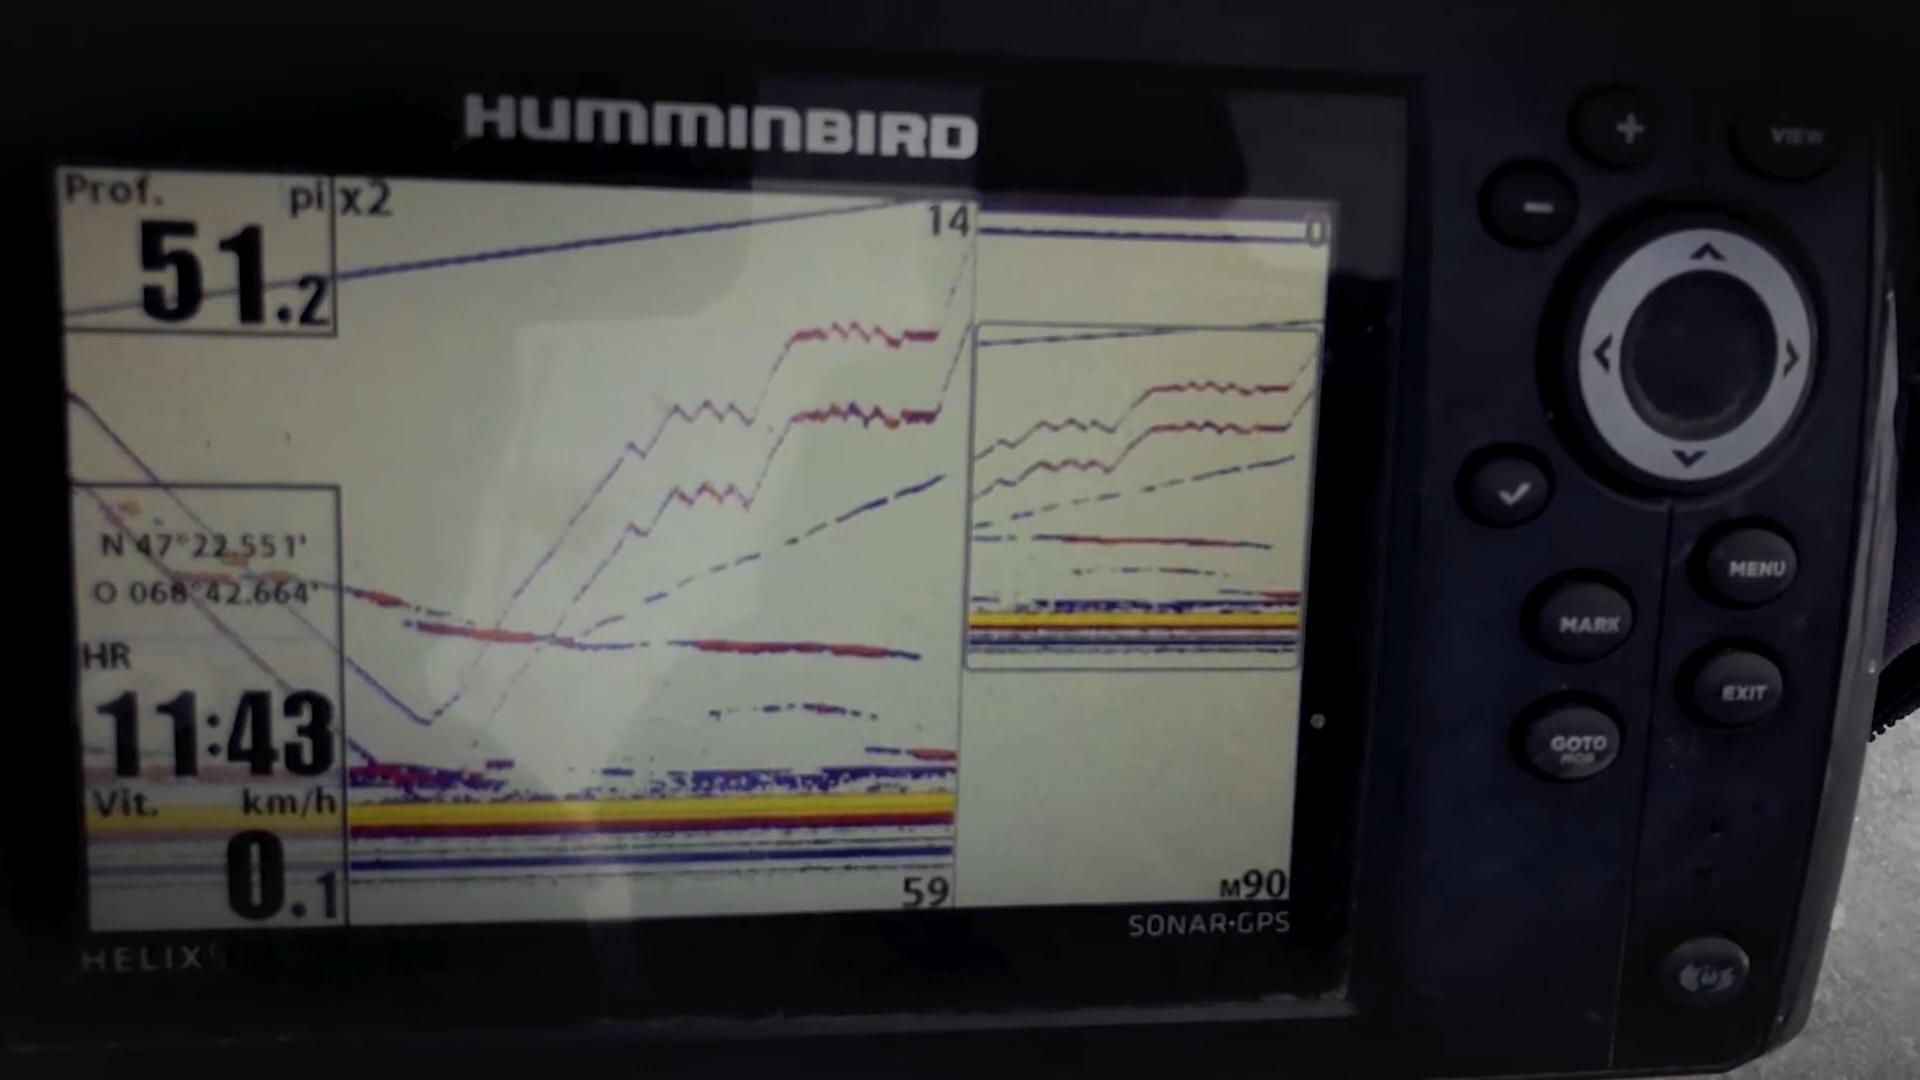 HUMMINBIRD
VIEW
Prof. pi x2
51.2
14
0
N 47°22.551'
O 068°42.664'
HR
11:43
Vit. km/h
0.1
59
M90
MENU
MARK
EXIT
GOTO
SONAR·GPS
HELIX5